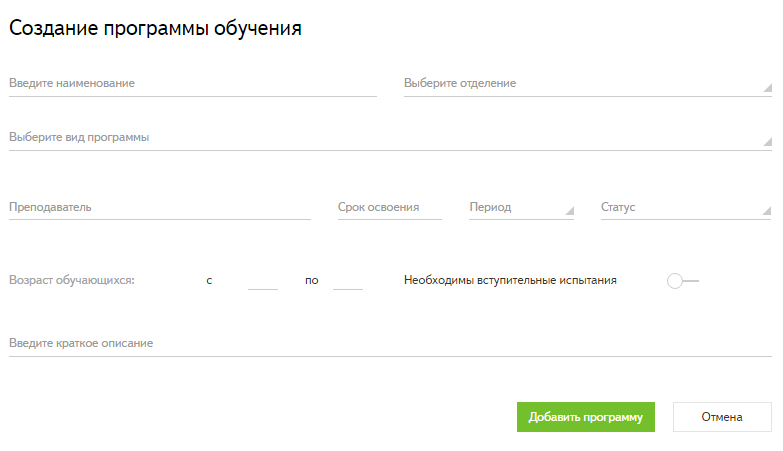 Создание программы обучения
Введите наименование Выберите отделение
Выберите вид программы
Преподаватель Срок освоения Период Статус
Возраст обучающихся: с по Необходимы вступительные испытания
Введите краткое описание
Добавить программу Отмена